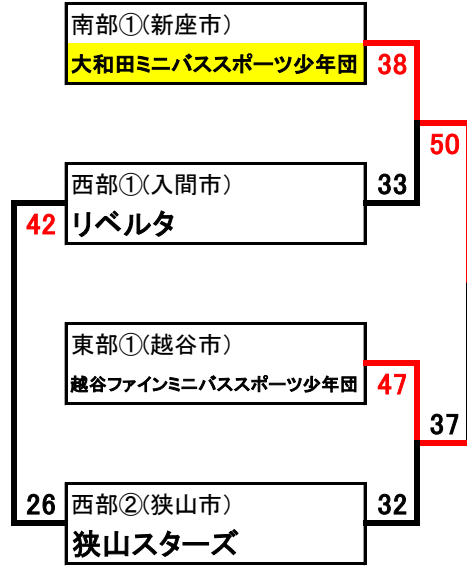 南部①(新座市)
大和田ミニバススポーツ少年団
38
50
西部①(入間市)
33
42
リベルタ
東部①(越谷市)
越谷ファインミニバススポーツ少年団
47
37
26
西部②(狭山市)
32
狭山スターズ